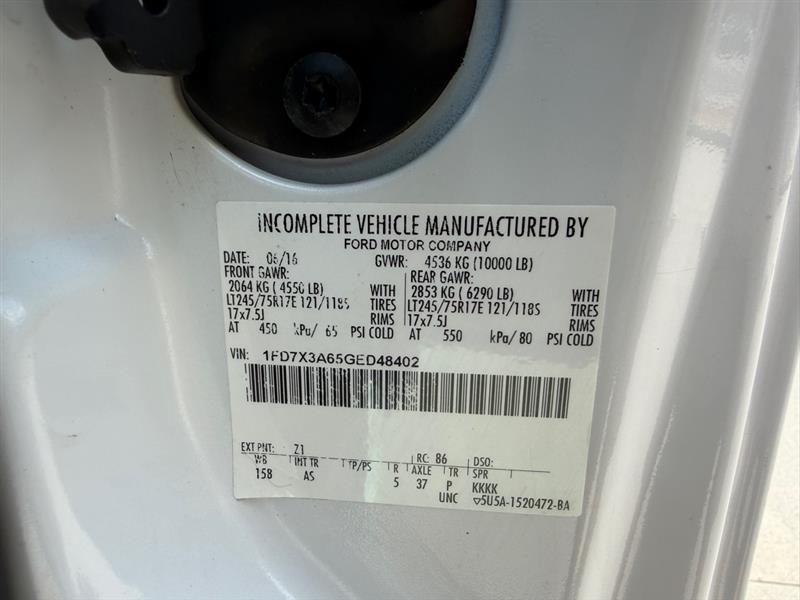 INCOMPLETE VEHICLE MANUFACTURED BY
FORD MOTOR COMPANY
DATE: 06/16 GVWR: 4536 KG (10000 LB)
FRONT GAWR: REAR GAWR:
2064 KG ( 4550 LB) WITH 2853 KG ( 6290 LB) WITH
LT245/75R17E 121/118S TIRES LT245/75R17E 121/118S TIRES
17x7.5J RIMS 17x7.5J RIMS
AT 450 kPa/ 65 PSI COLD AT 550 kPa/ 80 PSI COLD
VIN: 1FD7X3A65GED48402
EXT PNT: Z1 RC: 86 DSO:
WB INT TR TP/PS R AXLE TR SPR
158 AS 5 37 P KKKK
UNC ▽5U5A-1520472-BA